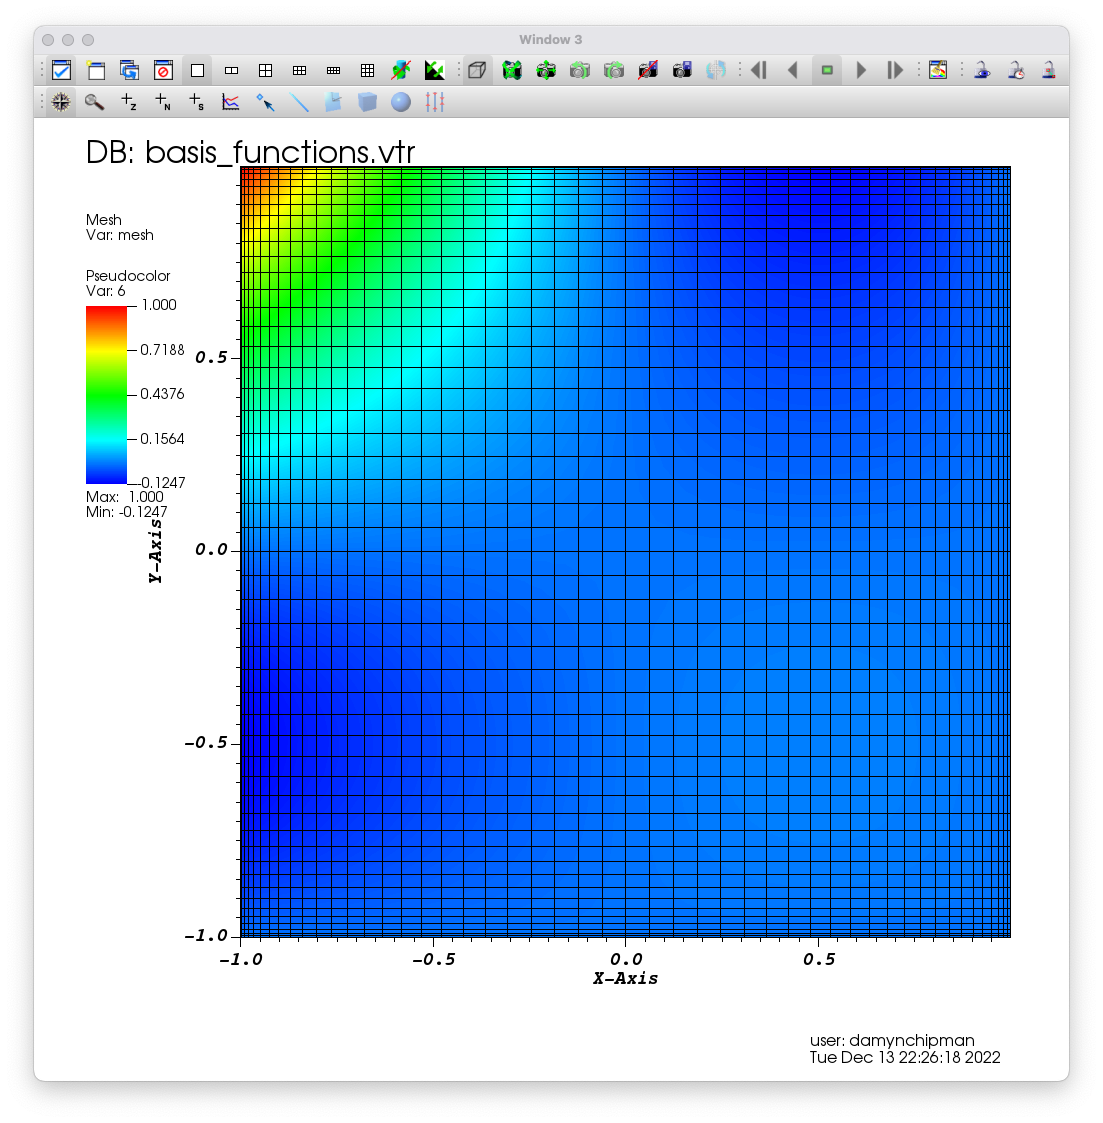 Window 3
DB: basis_functions.vtr
Mesh
Var: mesh
Pseudocolor
Var: 6
1.000
0.7188
0.4376
0.1564
-0.1247
Max: 1.000
Min: -0.1247
Y-Axis
0.5
0.0
-0.5
-1.0
-1.0
-0.5
0.0
0.5
X-Axis
user: damynchipman
Tue Dec 13 22:26:18 2022